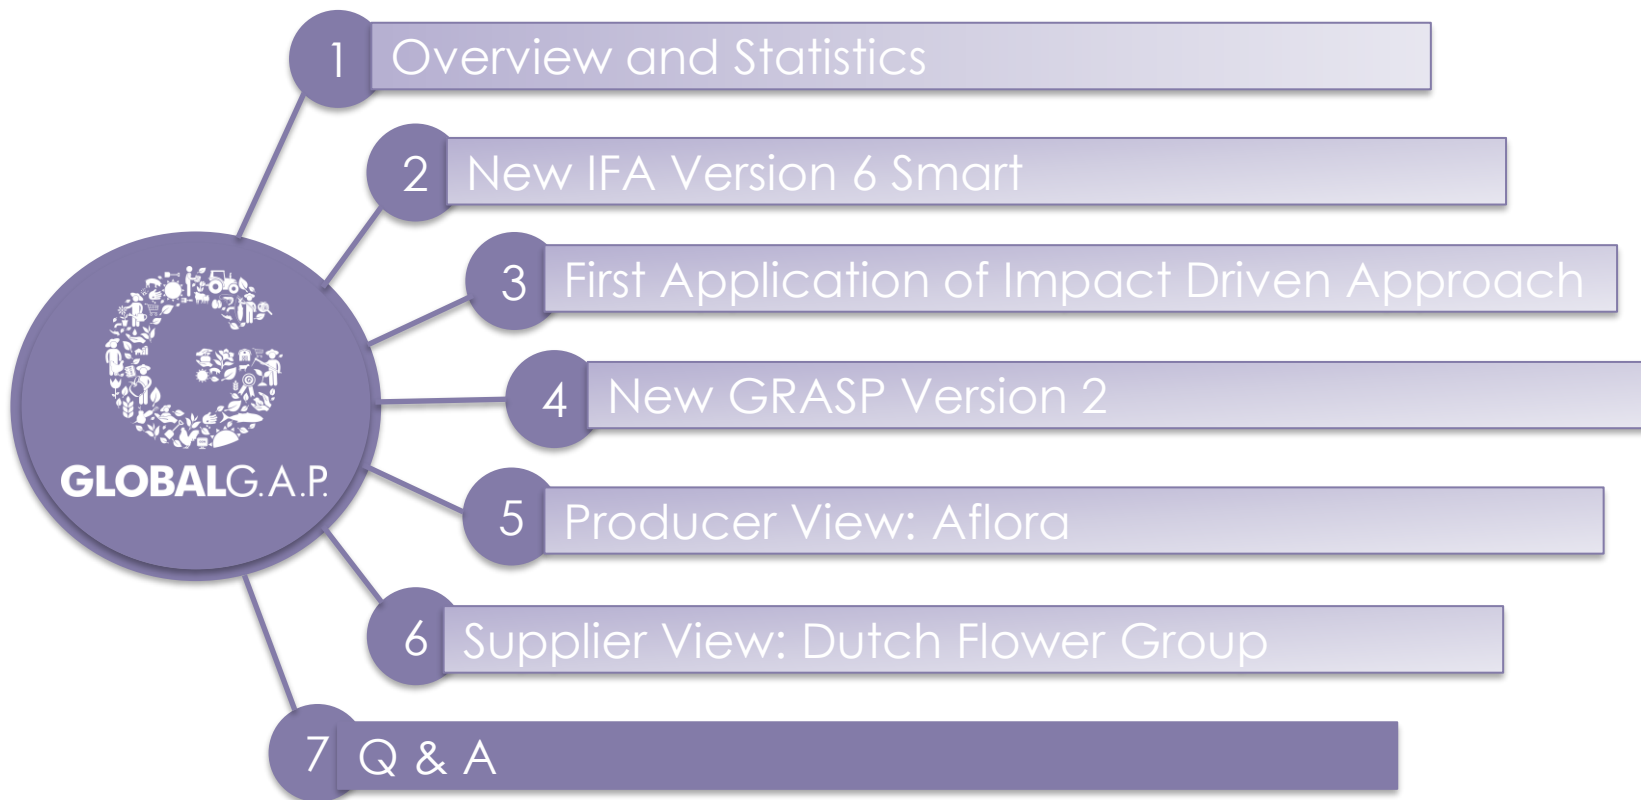 1 Overview and Statistics
2 New IFA Version 6 Smart
3 First Application of Impact Driven Approach
4 New GRASP Version 2
GLOBALG.A.P.
5 Producer View: Aflora
6 Supplier View: Dutch Flower Group
7 Q & A